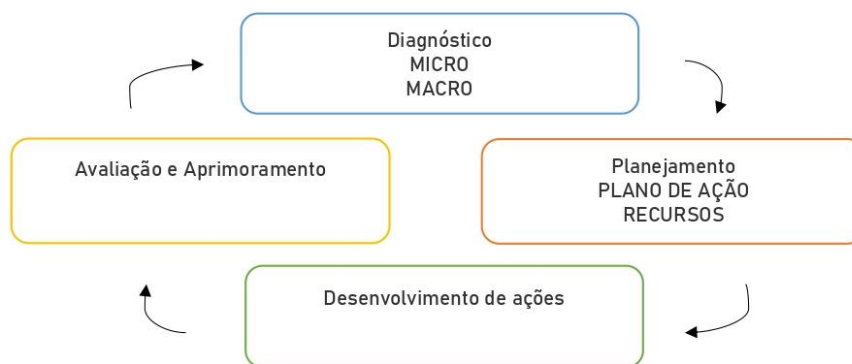 Diagnóstico
MICRO
MACRO
Avaliação e Aprimoramento
Planejamento
PLANO DE AÇÃO
RECURSOS
Desenvolvimento de ações